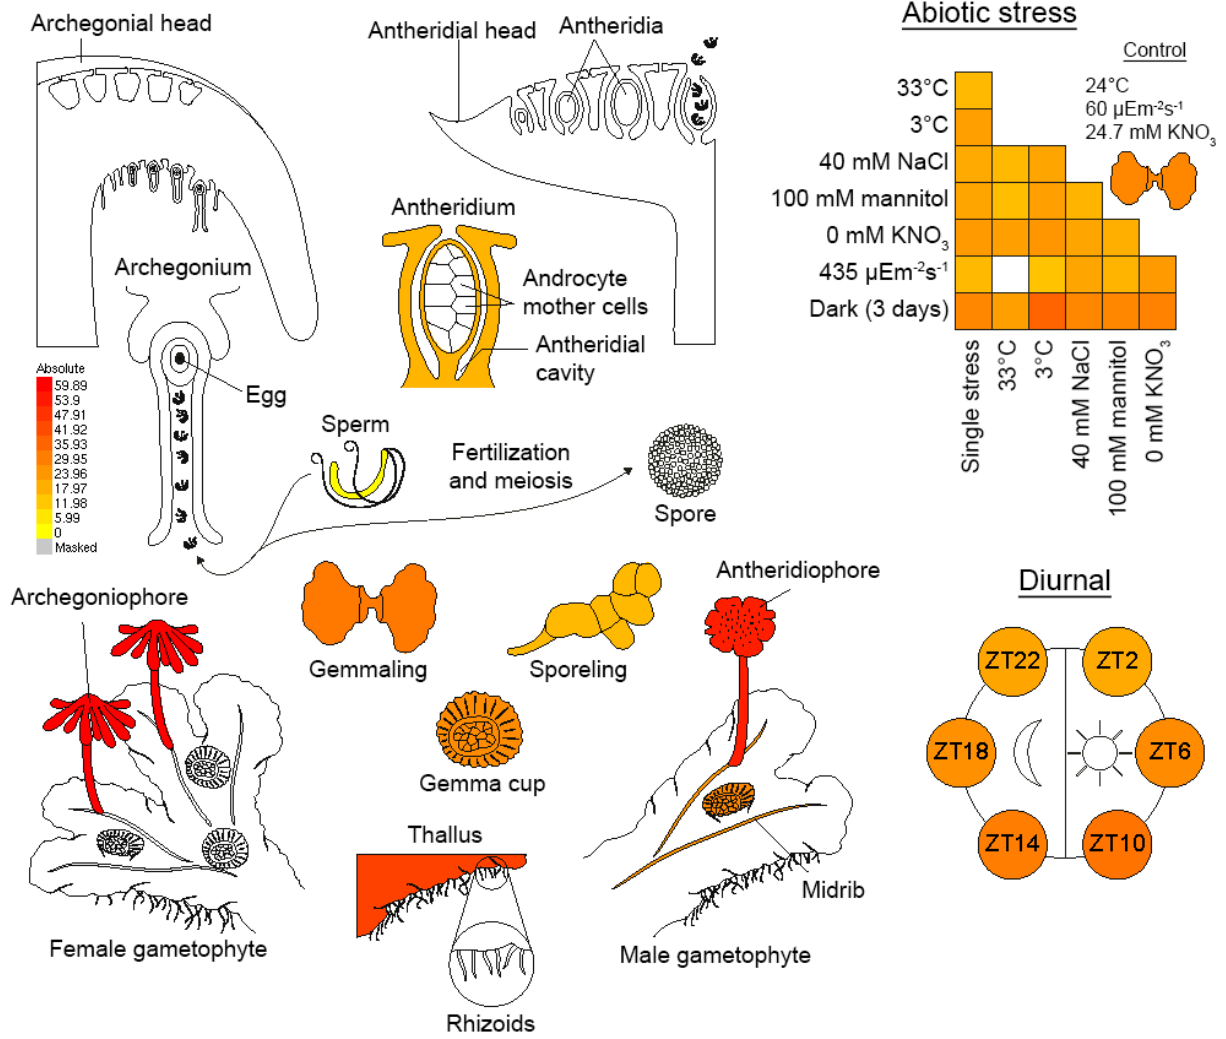 Archegonial head
Antheridial head
Antheridia
Abiotic stress
Control
24°C
60 µEm⁻²s⁻¹
24.7 mM KNO₃
33°C
3°C
40 mM NaCl
100 mM mannitol
0 mM KNO₃
435 µEm⁻²s⁻¹
Dark (3 days)
Single stress
33°C
3°C
40 mM NaCl
100 mM mannitol
0 mM KNO₃
Antheridium
Androcyte
mother cells
Antheridial
cavity
Archegonium
Egg
Absolute
59.89
53.9
47.91
41.92
35.93
29.95
23.96
17.97
11.98
5.99
0
Masked
Sperm
Fertilization
and meiosis
Spore
Archegoniophore
Gemmaling
Sporeling
Antheridiophore
Gemma cup
Thallus
Rhizoids
Midrib
Female gametophyte
Male gametophyte
Diurnal
ZT22
ZT2
ZT18
ZT6
ZT14
ZT10